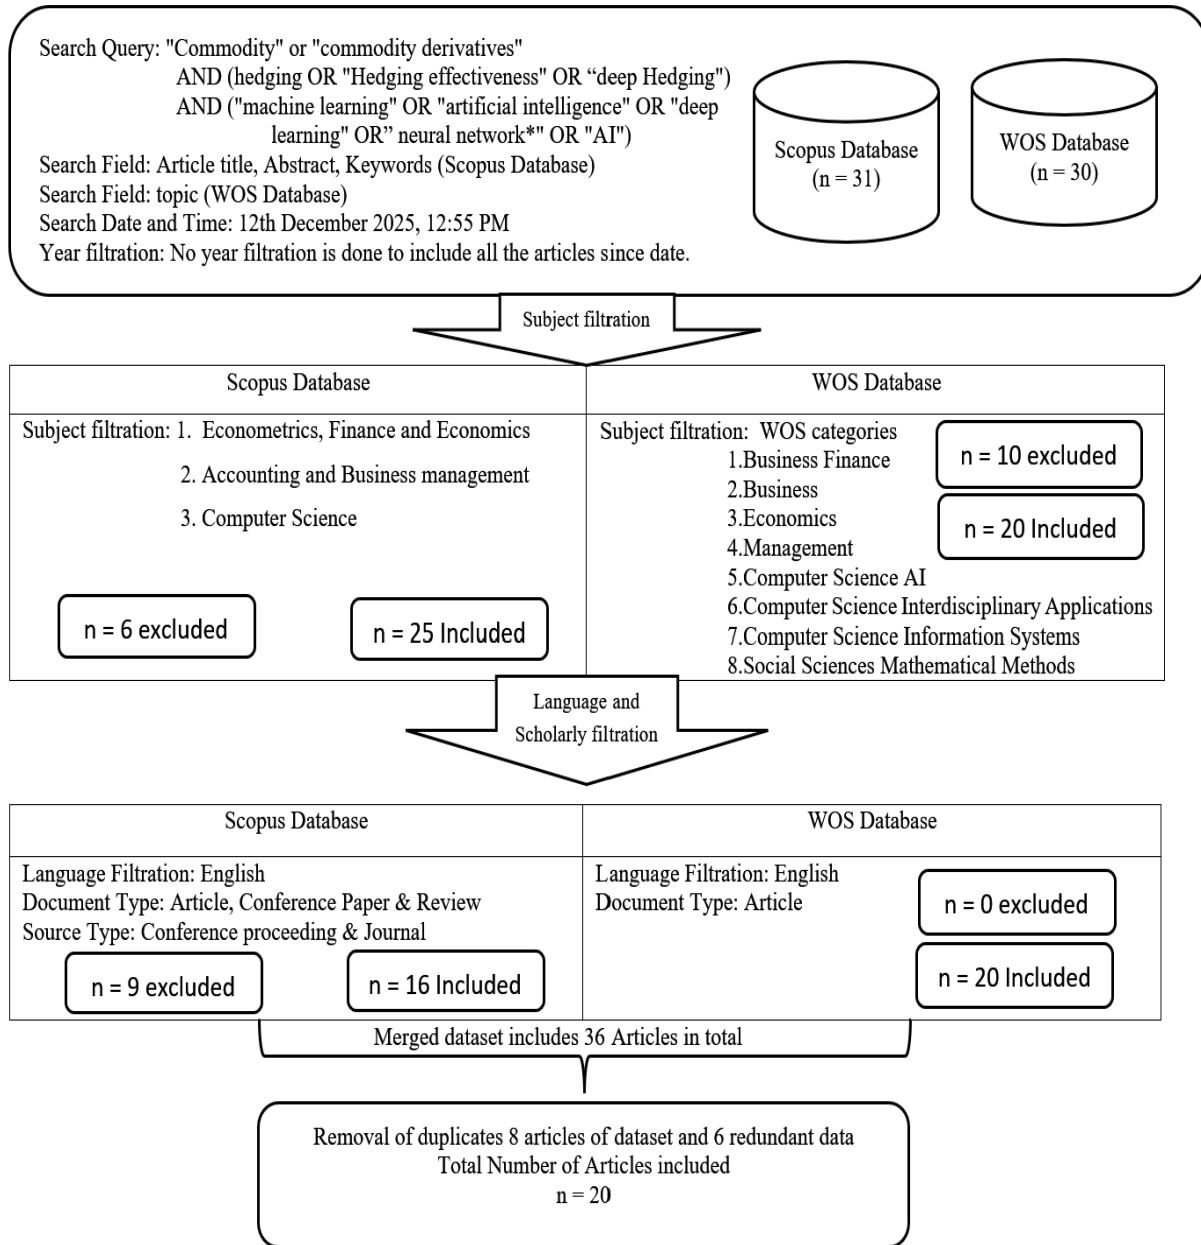 Search Query: "Commodity" or "commodity derivatives"
AND (hedging OR "Hedging effectiveness" OR “deep Hedging")
AND ("machine learning" OR "artificial intelligence" OR "deep
learning" OR” neural network*" OR "AI")
Search Field: Article title, Abstract, Keywords (Scopus Database)
Search Field: topic (WOS Database)
Search Date and Time: 12th December 2025, 12:55 PM
Year filtration: No year filtration is done to include all the articles since date.
Scopus Database
(n = 31)
WOS Database
(n = 30)
Subject filtration
Scopus Database
Subject filtration: 1. Econometrics, Finance and Economics
2. Accounting and Business management
3. Computer Science
n = 6 excluded
n = 25 Included
WOS Database
Subject filtration: WOS categories
1.Business Finance
2.Business
3.Economics
4.Management
5.Computer Science AI
6.Computer Science Interdisciplinary Applications
7.Computer Science Information Systems
8.Social Sciences Mathematical Methods
n = 10 excluded
n = 20 Included
Language and
Scholarly filtration
Scopus Database
Language Filtration: English
Document Type: Article, Conference Paper & Review
Source Type: Conference proceeding & Journal
n = 9 excluded
n = 16 Included
WOS Database
Language Filtration: English
Document Type: Article
n = 0 excluded
n = 20 Included
Merged dataset includes 36 Articles in total
Removal of duplicates 8 articles of dataset and 6 redundant data
Total Number of Articles included
n = 20